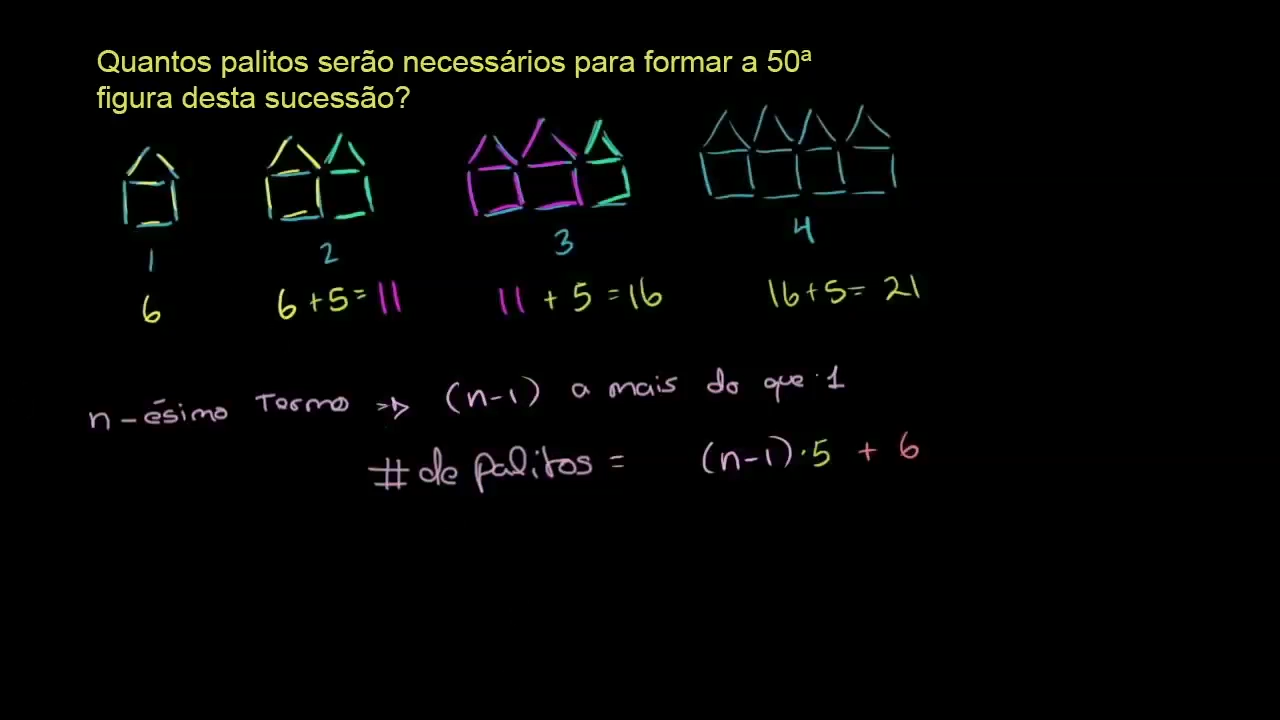 Quantos palitos serão necessários para formar a 50ª
figura desta sucessão?
1 2 3 4
6 6+5=11 11+5=16 16+5=21
n-ésimo Termo => (n-1) a mais do que 1
# de palitos = (n-1)·5 + 6